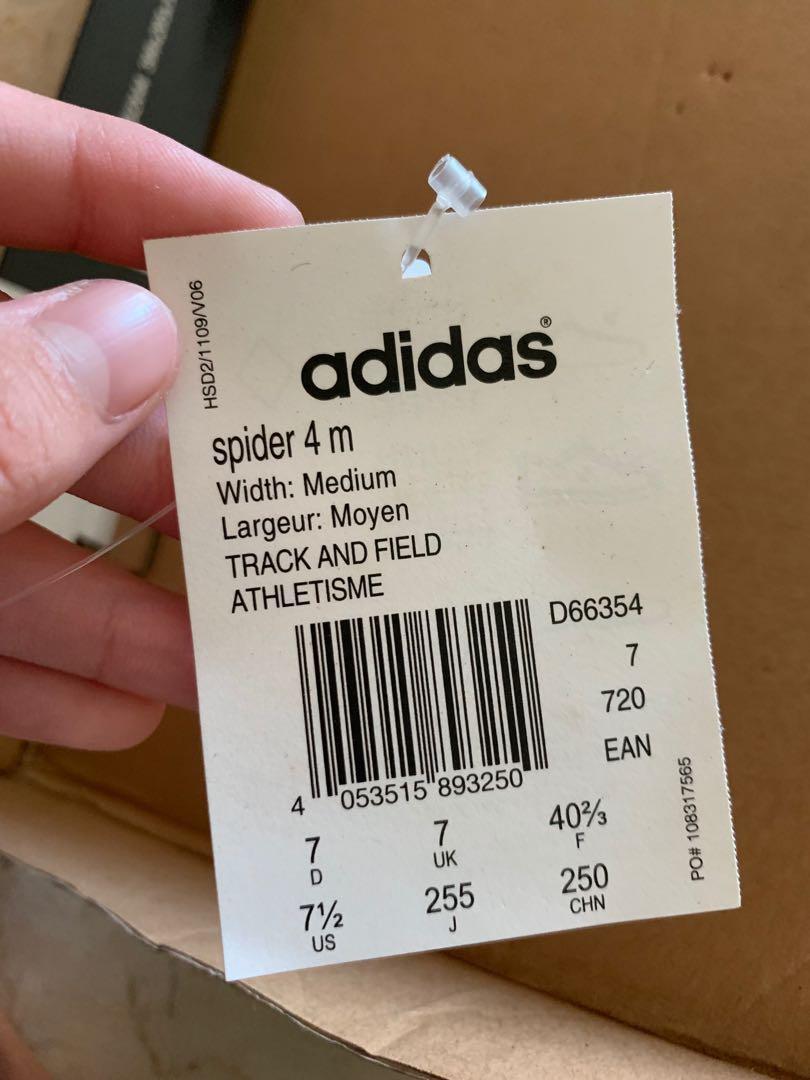 HSD2/1109/V06
adidas®
spider 4 m
Width: Medium
Largeur: Moyen
TRACK AND FIELD
ATHLETISME
D66354
7
720
EAN
4 053515 893250
7 7 40⅔
D UK F
7½ 255 250
US J CHN
PO# 108317565